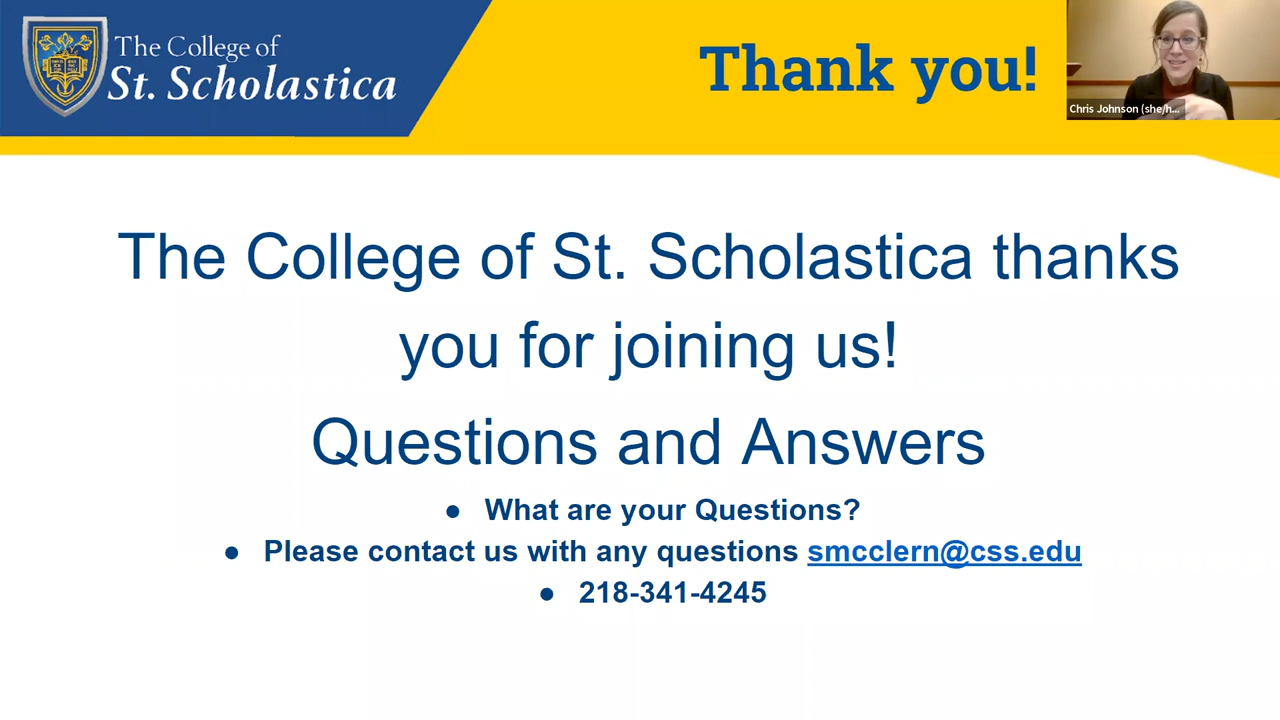 The College of
St. Scholastica
Thank you!
Chris Johnson (she/h...
The College of St. Scholastica thanks
you for joining us!
Questions and Answers
● What are your Questions?
● Please contact us with any questions smcclern@css.edu
● 218-341-4245